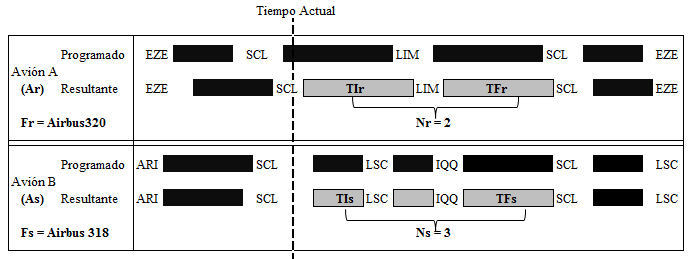 Tiempo Actual
Programado EZE SCL LIM SCL EZE
Avión A
(Ar) Resultante EZE SCL TIr LIM TFr SCL EZE
Fr = Airbus320 Nr = 2
Programado ARI SCL LSC IQQ SCL LSC
Avión B
(As) Resultante ARI SCL TIs LSC IQQ TFs SCL LSC
Fs = Airbus 318 Ns = 3